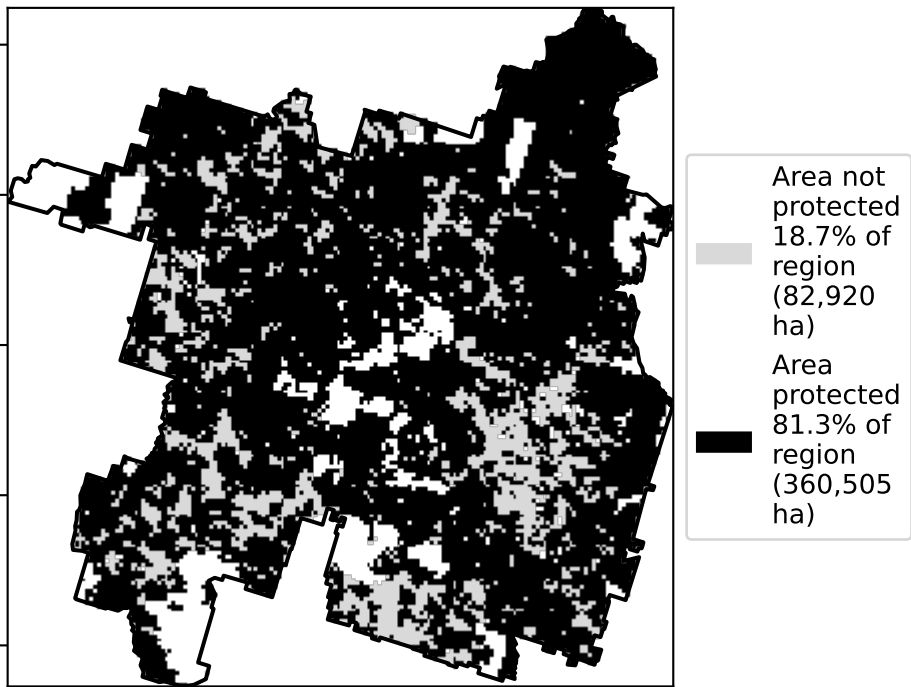 Area not
protected
18.7% of
region
(82,920
ha)
Area
protected
81.3% of
region
(360,505
ha)